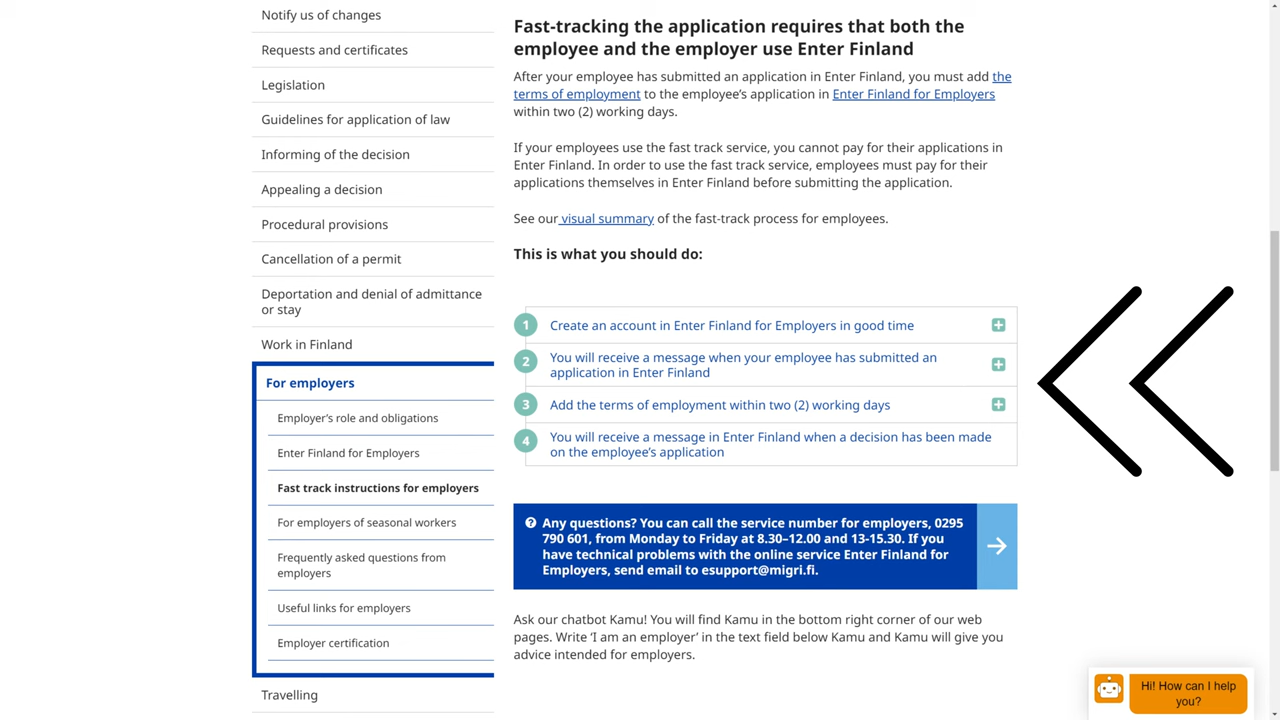 Notify us of changes
Requests and certificates
Legislation
Guidelines for application of law
Informing of the decision
Appealing a decision
Procedural provisions
Cancellation of a permit
Deportation and denial of admittance
or stay
Work in Finland
For employers
Employer’s role and obligations
Enter Finland for Employers
Fast track instructions for employers
For employers of seasonal workers
Frequently asked questions from
employers
Useful links for employers
Employer certification
Travelling
Fast-tracking the application requires that both the
employee and the employer use Enter Finland
After your employee has submitted an application in Enter Finland, you must add the
terms of employment to the employee’s application in Enter Finland for Employers
within two (2) working days.
If your employees use the fast track service, you cannot pay for their applications in
Enter Finland. In order to use the fast track service, employees must pay for their
applications themselves in Enter Finland before submitting the application.
See our visual summary of the fast-track process for employees.
This is what you should do:
1 Create an account in Enter Finland for Employers in good time
2 You will receive a message when your employee has submitted an
application in Enter Finland
3 Add the terms of employment within two (2) working days
4 You will receive a message in Enter Finland when a decision has been made
on the employee’s application
Any questions? You can call the service number for employers, 0295
790 601, from Monday to Friday at 8.30–12.00 and 13-15.30. If you
have technical problems with the online service Enter Finland for
Employers, send email to esupport@migri.fi.
Ask our chatbot Kamu! You will find Kamu in the bottom right corner of our web
pages. Write ‘I am an employer’ in the text field below Kamu and Kamu will give you
advice intended for employers.
Hi! How can I help
you?